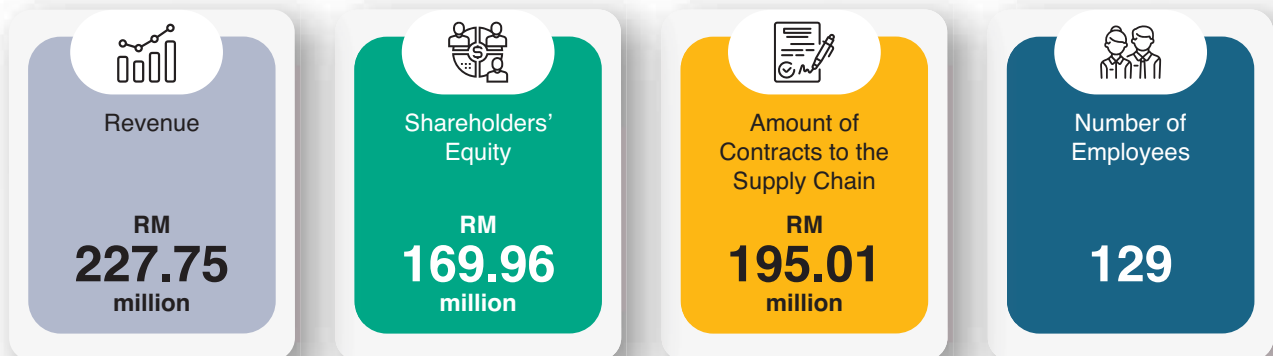 Revenue
RM
227.75
million
Shareholders’
Equity
RM
169.96
million
Amount of
Contracts to the
Supply Chain
RM
195.01
million
Number of
Employees
129